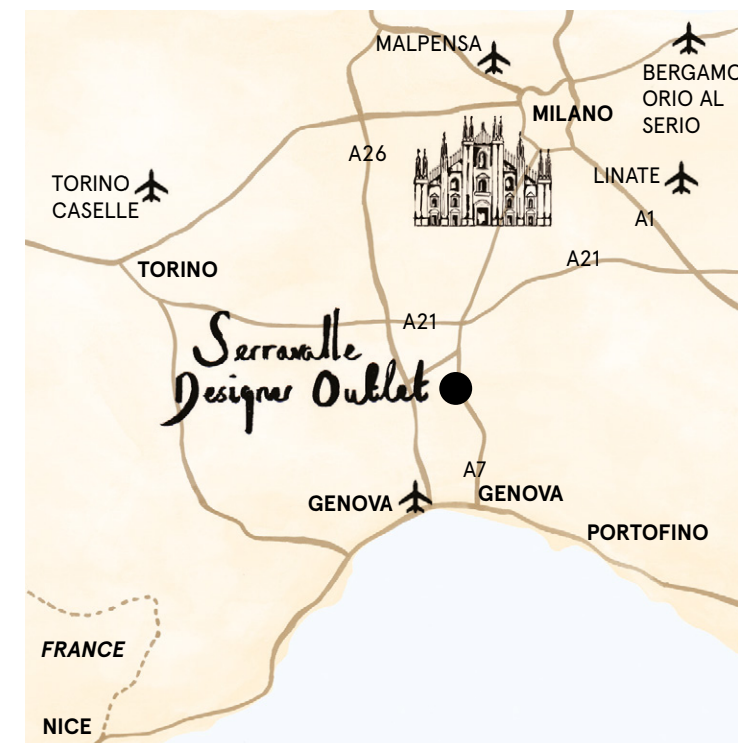 MALPENSA
BERGAMO
ORIO AL
SERIO
MILANO
A26
LINATE
TORINO
CASELLE
A1
A21
TORINO
A21
Serravalle
Designer Outlet
A7
GENOVA
GENOVA
PORTOFINO
FRANCE
NICE